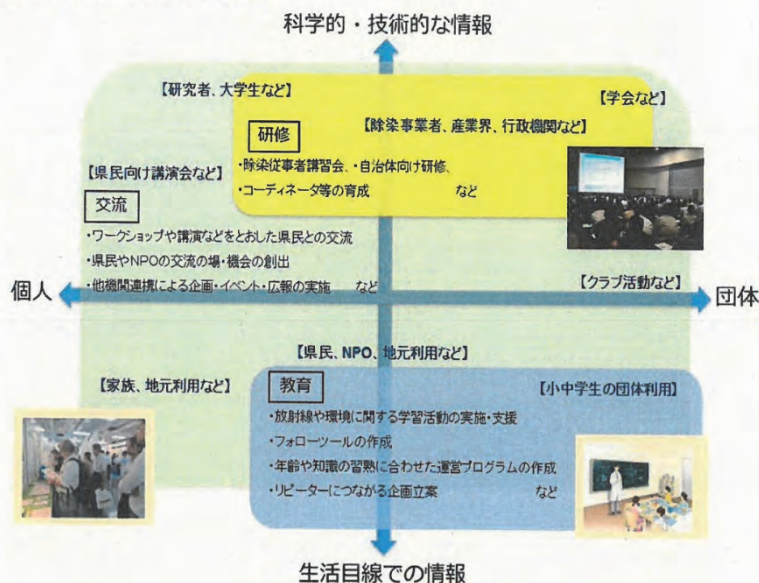 科学的・技術的な情報
【研究者、大学生など】
【学会など】
【除染事業者、産業界、行政機関など】
研修
・除染従事者講習会、・自治体向け研修、
・コーディネータ等の育成 など
【県民向け講演会など】
交流
・ワークショップや講演などをとおした県民との交流
・県民やNPOの交流の場・機会の創出
・他機関連携による企画・イベント・広報の実施 など
【クラブ活動など】
個人
団体
【県民、NPO、地元利用など】
【家族、地元利用など】
教育
【小中学生の団体利用】
・放射線や環境に関する学習活動の実施・支援
・フォローツールの作成
・年齢や知識の習熟に合わせた運営プログラムの作成
・リピーターにつながる企画立案 など
生活目線での情報